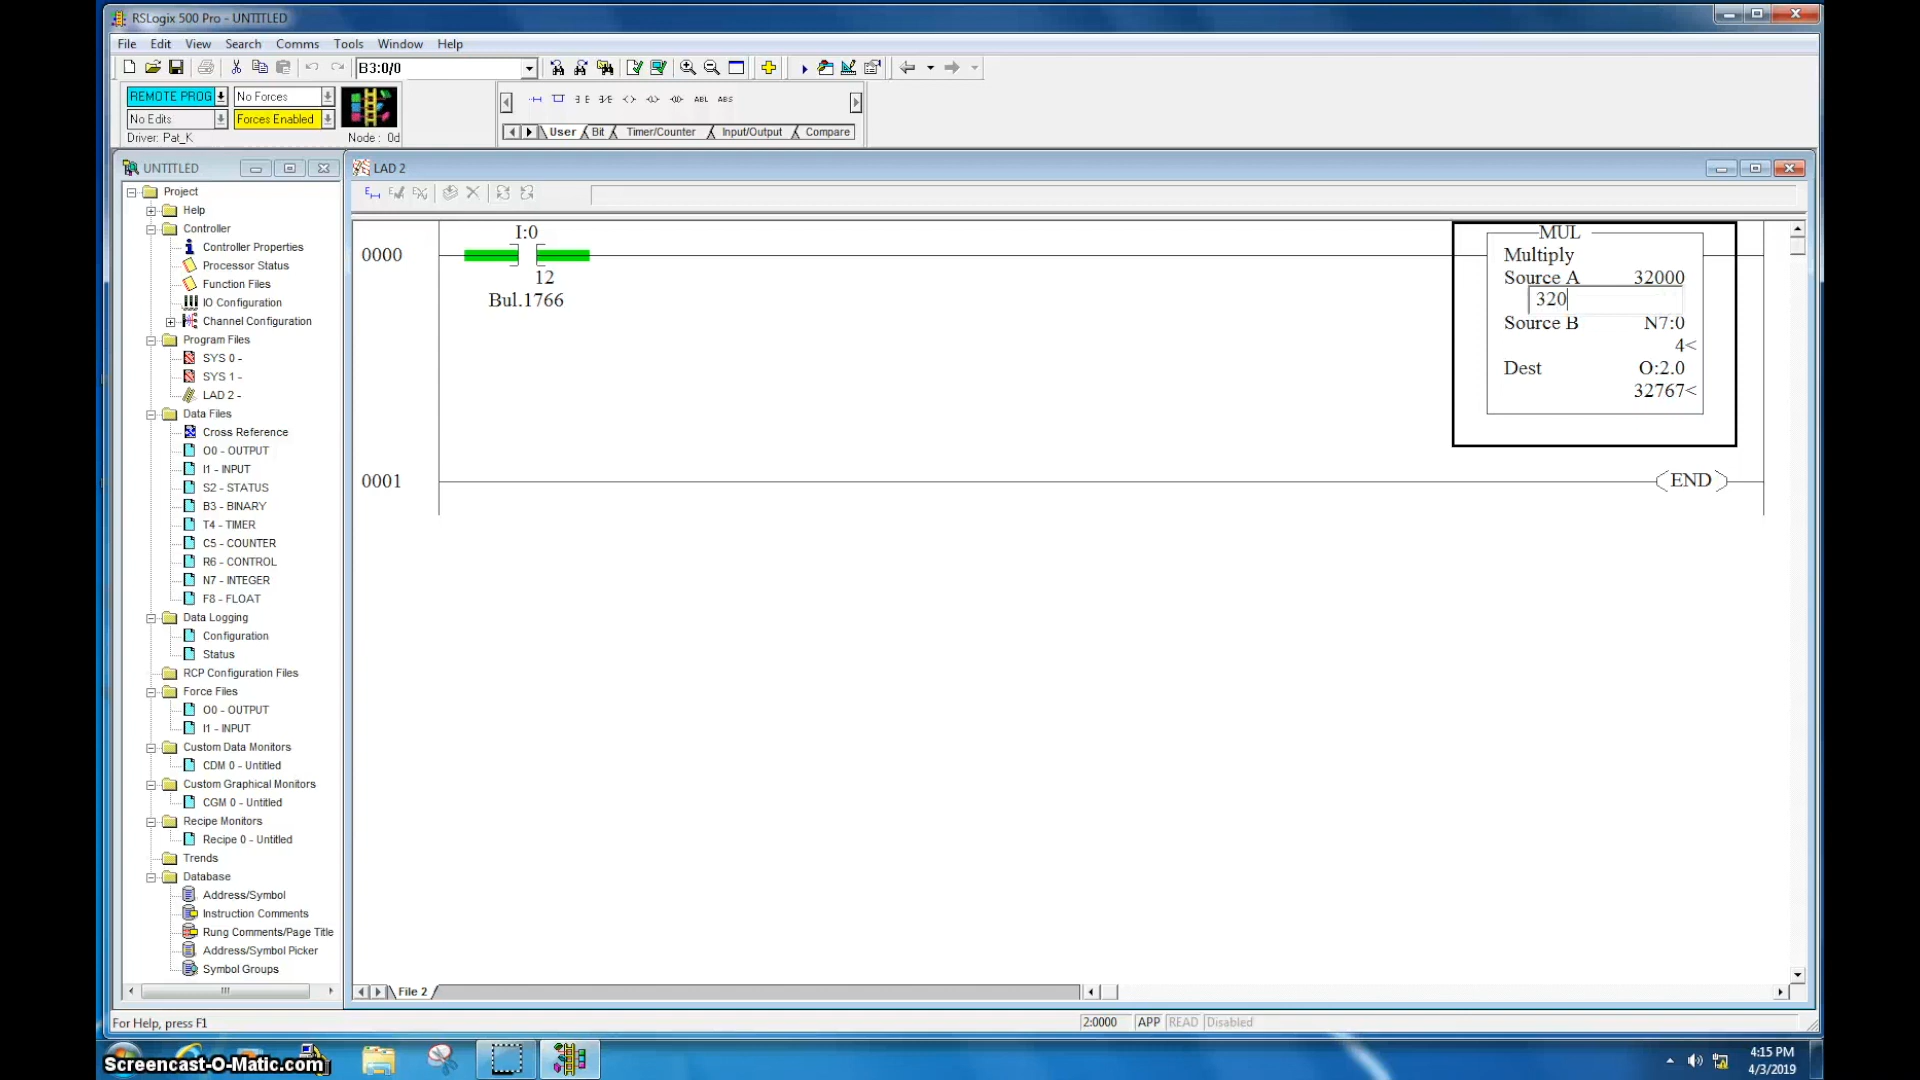 RSLogix 500 Pro - UNTITLED
File Edit View Search Comms Tools Window Help
B3:0/0
REMOTE PROG No Forces
No Edits Forces Enabled
Driver: Pat_K Node : 0d
ABL ABS
User Bit Timer/Counter Input/Output Compare
UNTITLED
Project
Help
Controller
Controller Properties
Processor Status
Function Files
IO Configuration
Channel Configuration
Program Files
SYS 0 -
SYS 1 -
LAD 2 -
Data Files
Cross Reference
O0 - OUTPUT
I1 - INPUT
S2 - STATUS
B3 - BINARY
T4 - TIMER
C5 - COUNTER
R6 - CONTROL
N7 - INTEGER
F8 - FLOAT
Data Logging
Configuration
Status
RCP Configuration Files
Force Files
O0 - OUTPUT
I1 - INPUT
Custom Data Monitors
CDM 0 - Untitled
Custom Graphical Monitors
CGM 0 - Untitled
Recipe Monitors
Recipe 0 - Untitled
Trends
Database
Address/Symbol
Instruction Comments
Rung Comments/Page Title
Address/Symbol Picker
Symbol Groups
LAD 2
0000
I:0
12
Bul.1766
MUL
Multiply
Source A 32000
320
Source B N7:0
4<
Dest O:2.0
32767<
0001
END
File 2
For Help, press F1
2:0000 APP READ Disabled
Screencast-O-Matic.com
4:15 PM
4/3/2019